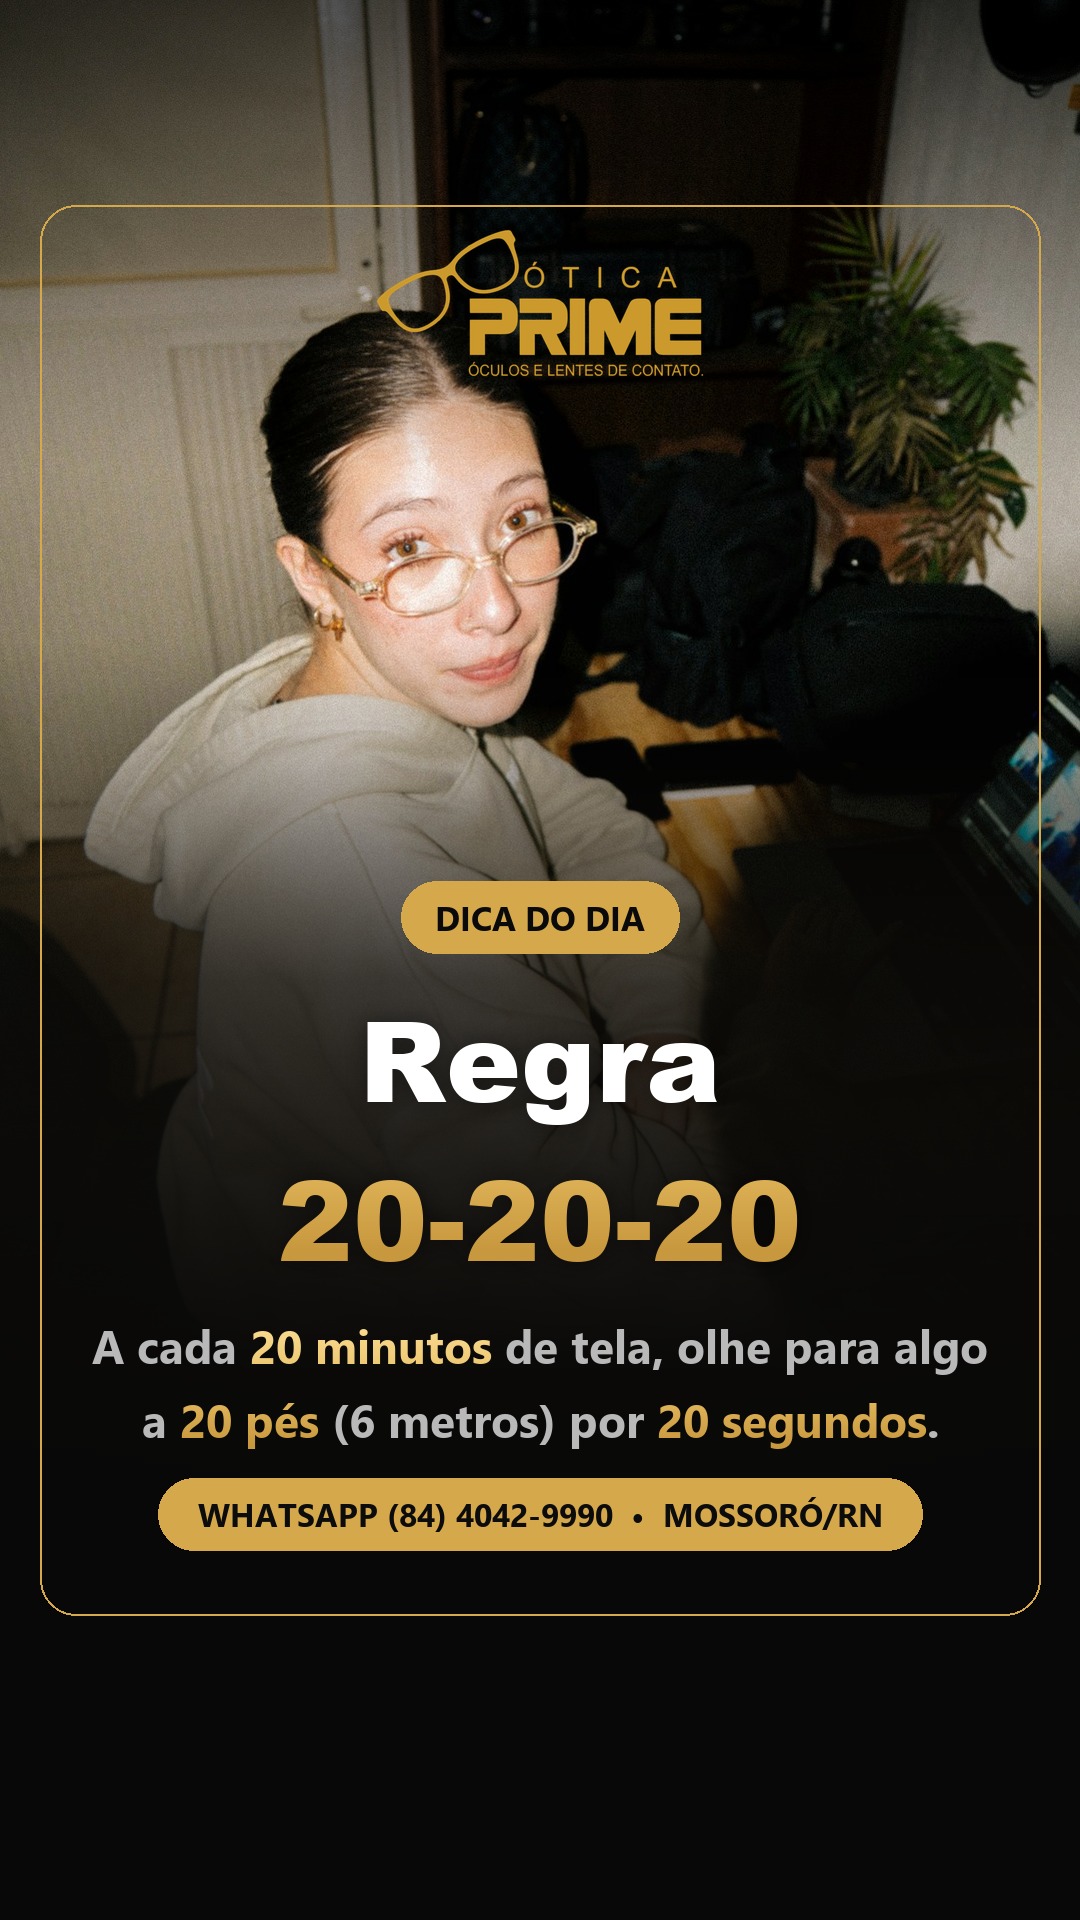 ÓTICA
PRIME
ÓCULOS E LENTES DE CONTATO.
DICA DO DIA
Regra
20-20-20
A cada 20 minutos de tela, olhe para algo
a 20 pés (6 metros) por 20 segundos.
WHATSAPP (84) 4042-9990 • MOSSORÓ/RN